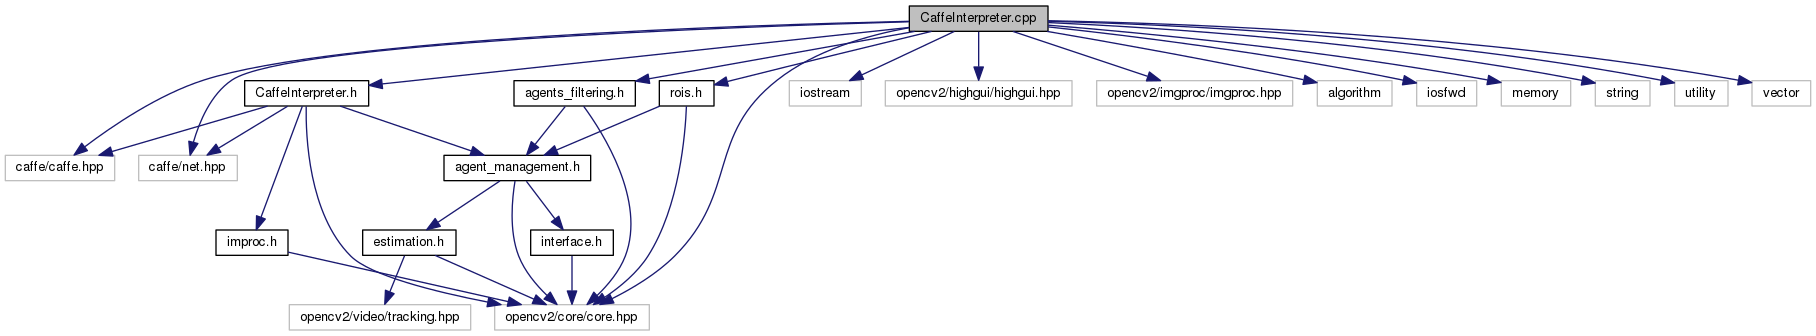 CaffeInterpreter.cpp
CaffeInterpreter.h
agents_filtering.h
rois.h
iostream
opencv2/highgui/highgui.hpp
opencv2/imgproc/imgproc.hpp
algorithm
iosfwd
memory
string
utility
vector
caffe/caffe.hpp
caffe/net.hpp
agent_management.h
improc.h
estimation.h
interface.h
opencv2/video/tracking.hpp
opencv2/core/core.hpp